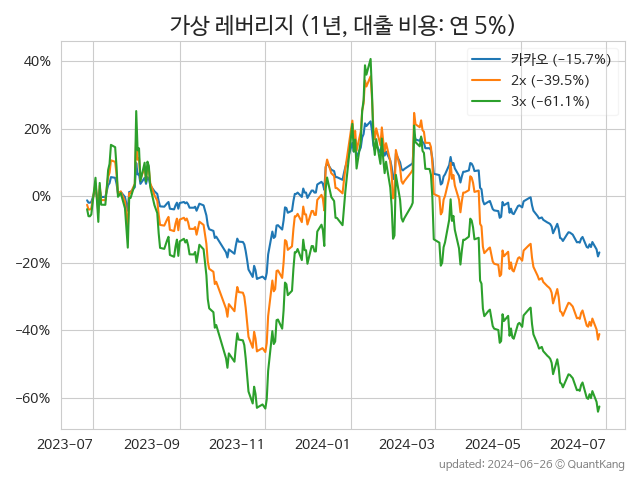 가상 레버리지 (1년, 대출 비용: 연 5%)
카카오 (−15.7%)
2x (−39.5%)
3x (−61.1%)
40%
20%
0%
−20%
−40%
−60%
2023-07 2023-09 2023-11 2024-01 2024-03 2024-05 2024-07
updated: 2024-06-26 ⓒ QuantKang